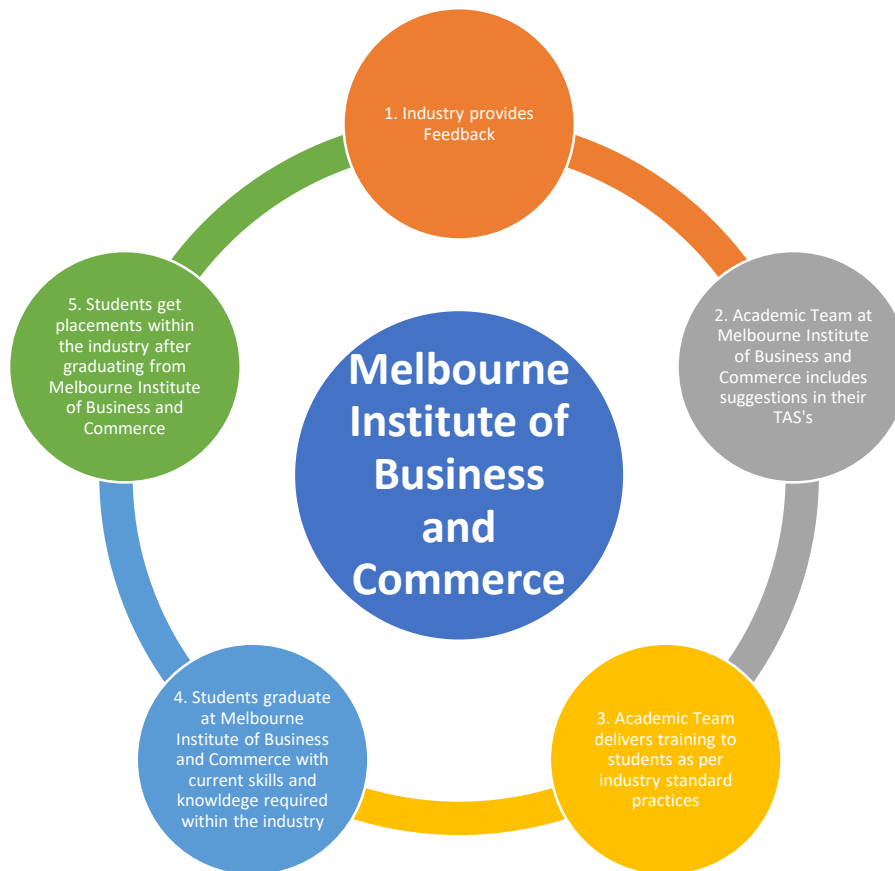 1. Industry provides
Feedback
2. Academic Team at
Melbourne Institute
of Business and
Commerce includes
suggestions in their
TAS's
3. Academic Team
delivers training to
students as per
industry standard
practices
4. Students graduate
at Melbourne
Institute of Business
and Commerce with
current skills and
knowldege required
within the industry
5. Students get
placements within
the industry after
graduating from
Melbourne Institute
of Business and
Commerce
Melbourne
Institute of
Business
and
Commerce